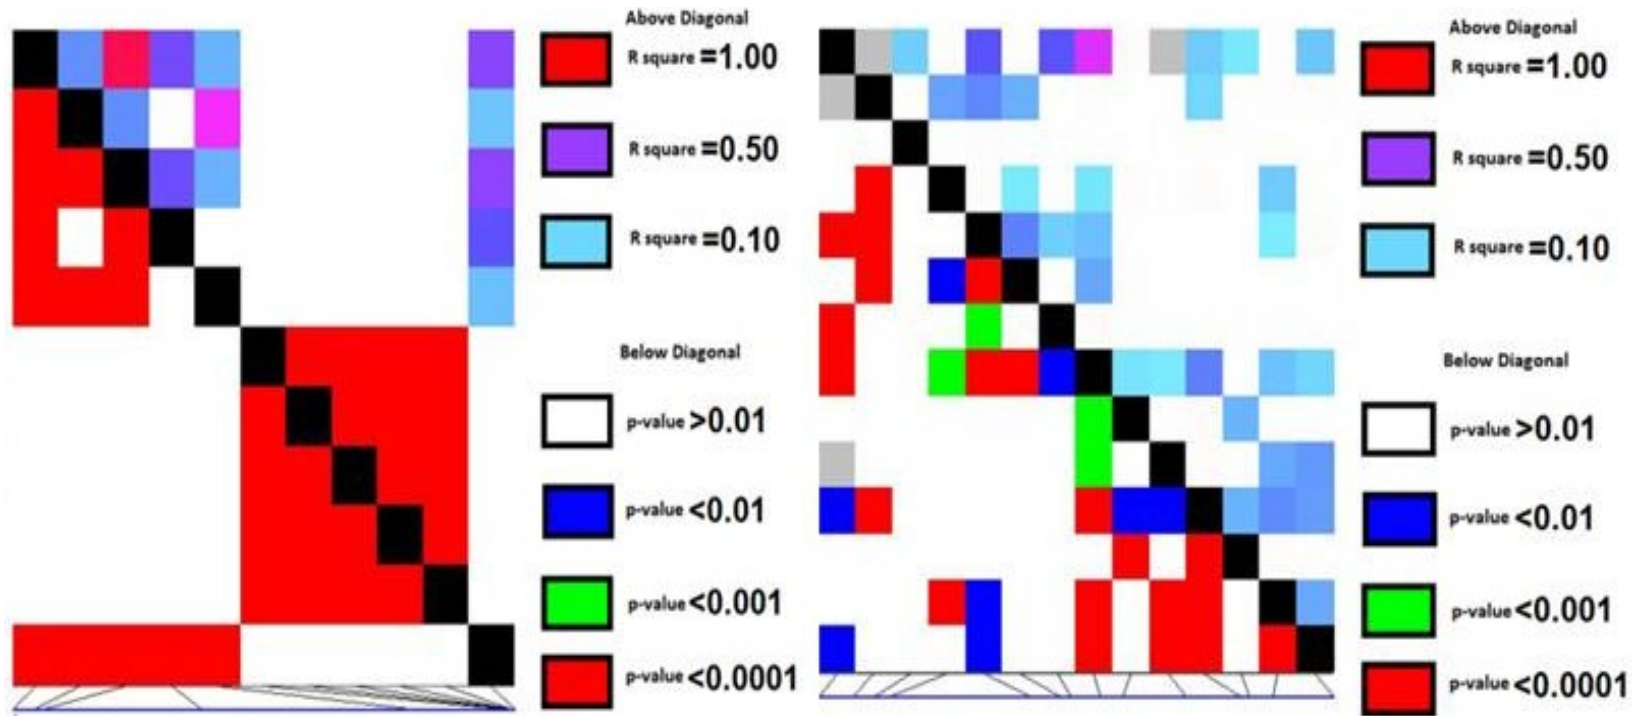 Above Diagonal
R square =1.00
R square =0.50
R square =0.10
Below Diagonal
p-value >0.01
p-value <0.01
p-value <0.001
p-value <0.0001
Above Diagonal
R square =1.00
R square =0.50
R square =0.10
Below Diagonal
p-value >0.01
p-value <0.01
p-value <0.001
p-value <0.0001